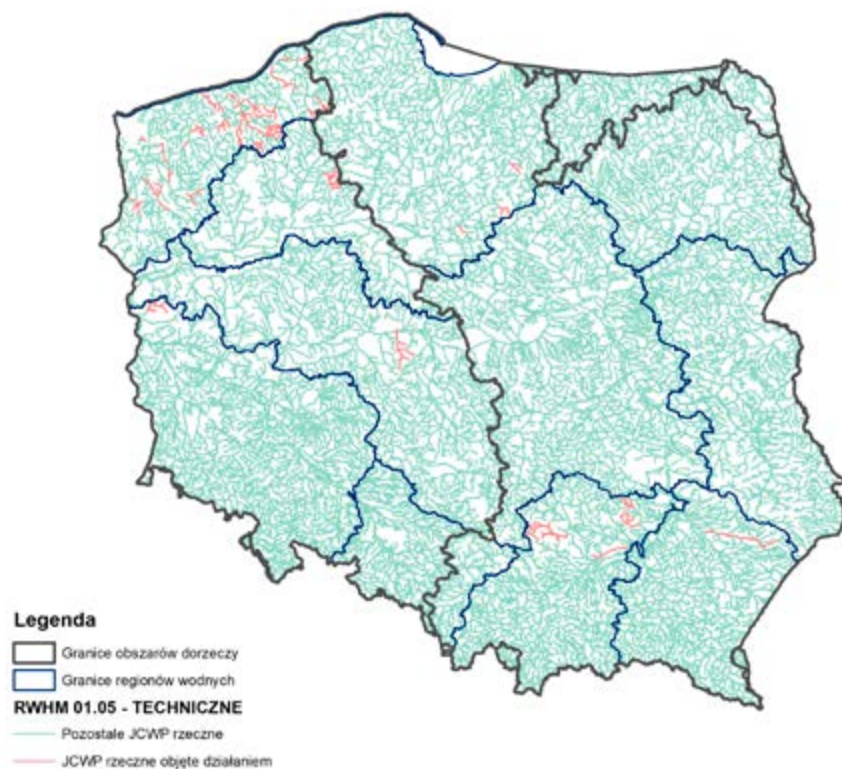 Legenda
Granice obszarów dorzeczy
Granice regionów wodnych
RWHM 01.05 - TECHNICZNE
Pozostałe JCWP rzeczne
JCWP rzeczne objęte działaniem